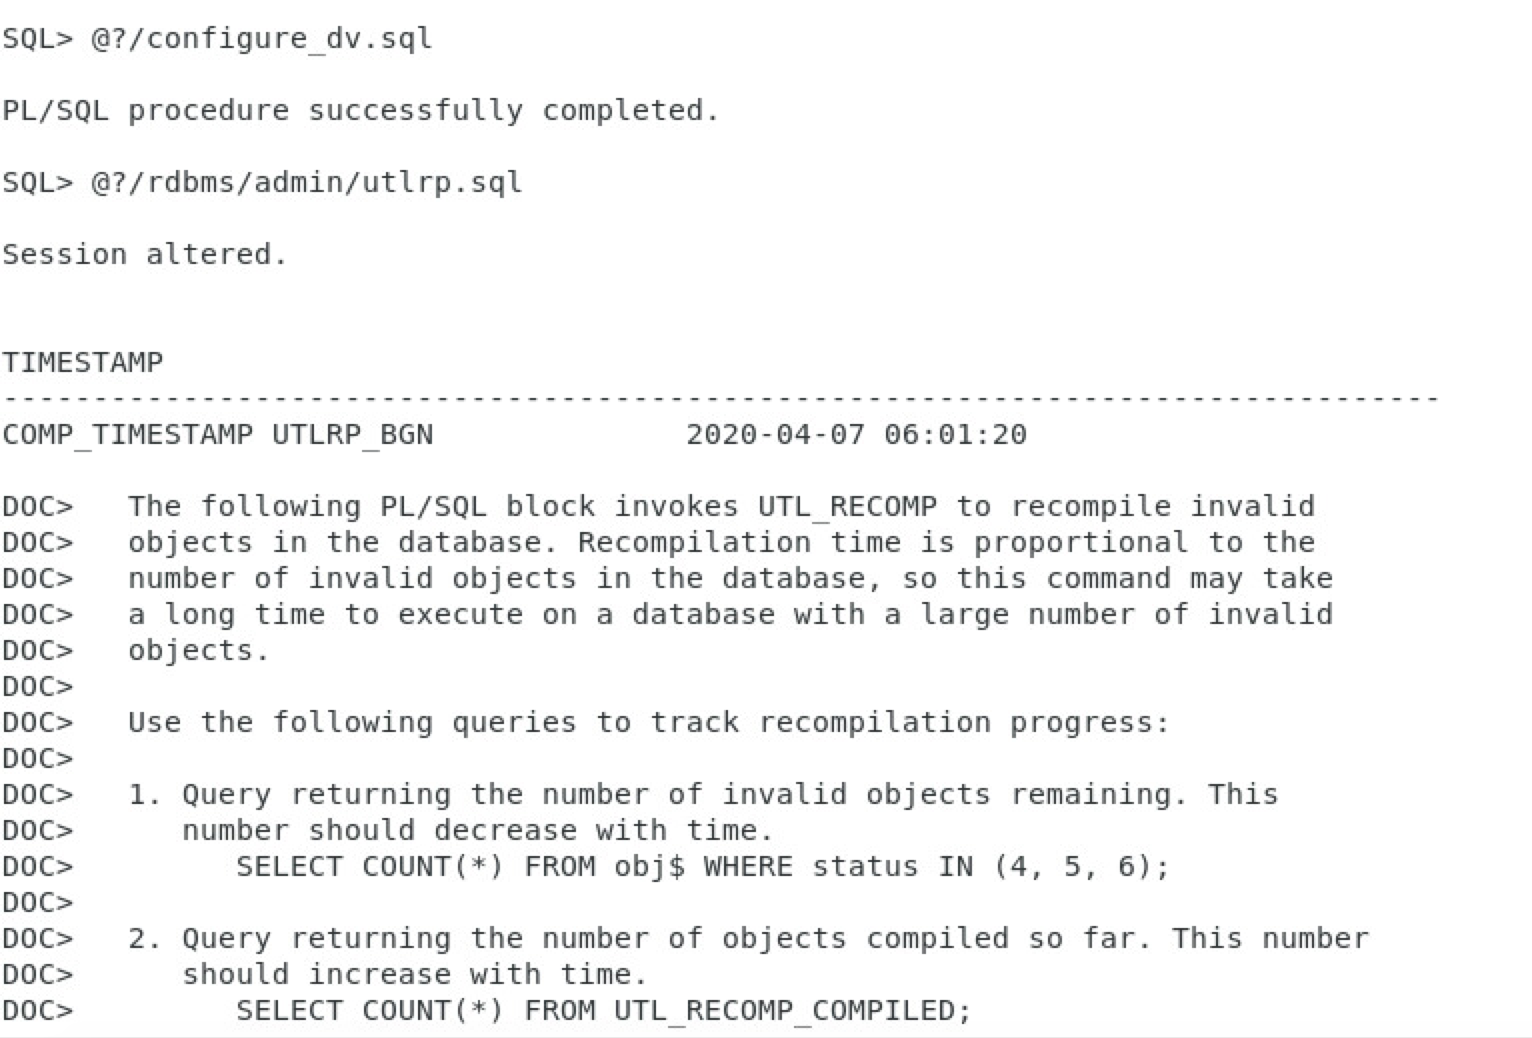 SQL> @?/configure_dv.sql
PL/SQL procedure successfully completed.
SQL> @?/rdbms/admin/utlrp.sql
Session altered.
TIMESTAMP
--------------------------------------------------------------------------------
COMP_TIMESTAMP UTLRP_BGN              2020-04-07 06:01:20
DOC>   The following PL/SQL block invokes UTL_RECOMP to recompile invalid
DOC>   objects in the database. Recompilation time is proportional to the
DOC>   number of invalid objects in the database, so this command may take
DOC>   a long time to execute on a database with a large number of invalid
DOC>   objects.
DOC>
DOC>   Use the following queries to track recompilation progress:
DOC>
DOC>   1. Query returning the number of invalid objects remaining. This
DOC>      number should decrease with time.
DOC>         SELECT COUNT(*) FROM obj$ WHERE status IN (4, 5, 6);
DOC>
DOC>   2. Query returning the number of objects compiled so far. This number
DOC>      should increase with time.
DOC>         SELECT COUNT(*) FROM UTL_RECOMP_COMPILED;